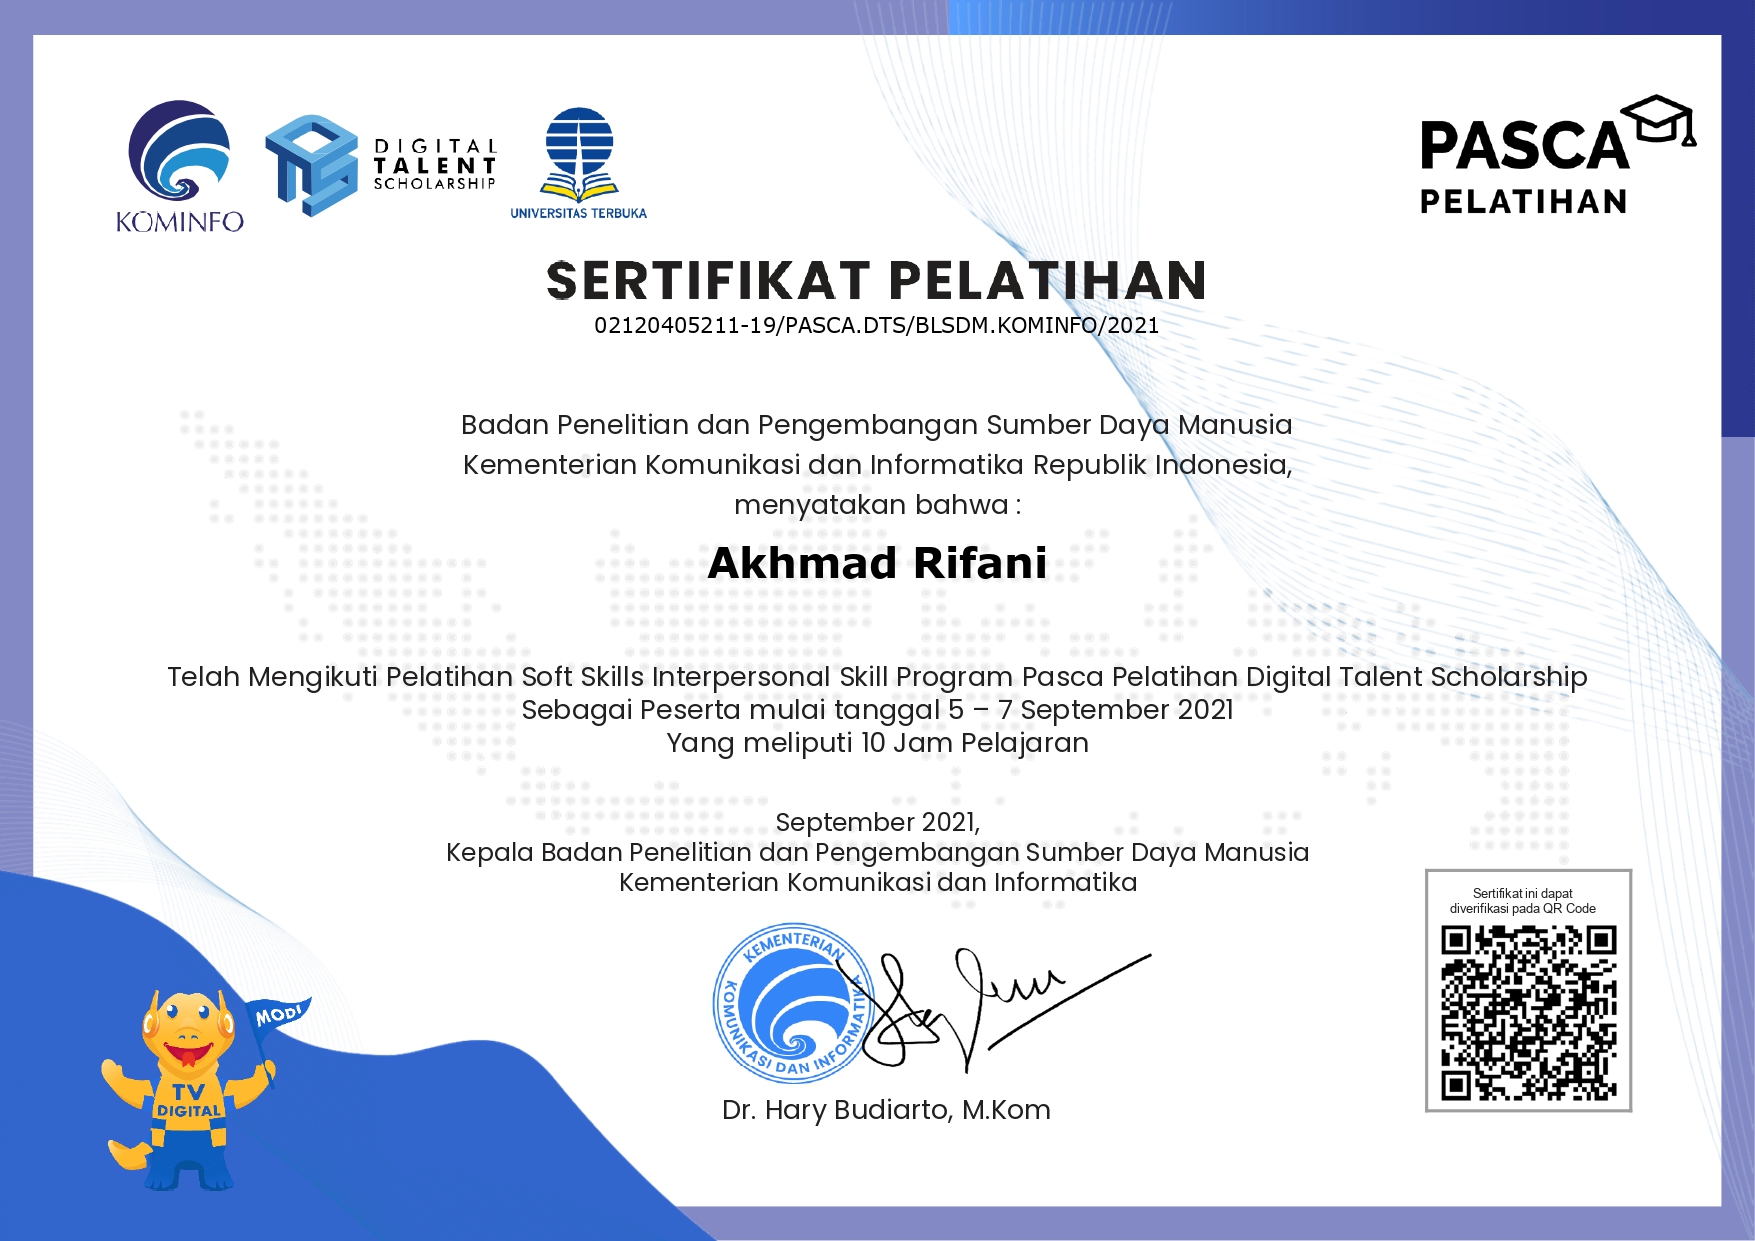 KOMINFO
DIGITAL
TALENT
SCHOLARSHIP
UNIVERSITAS TERBUKA
PASCA
PELATIHAN
SERTIFIKAT PELATIHAN
02120405211-19/PASCA.DTS/BLSDM.KOMINFO/2021
Badan Penelitian dan Pengembangan Sumber Daya Manusia
Kementerian Komunikasi dan Informatika Republik Indonesia,
menyatakan bahwa :
Akhmad Rifani
Telah Mengikuti Pelatihan Soft Skills Interpersonal Skill Program Pasca Pelatihan Digital Talent Scholarship
Sebagai Peserta mulai tanggal 5 – 7 September 2021
Yang meliputi 10 Jam Pelajaran
September 2021,
Kepala Badan Penelitian dan Pengembangan Sumber Daya Manusia
Kementerian Komunikasi dan Informatika
KEMENTERIAN
KOMUNIKASI DAN INFORMATIKA
Dr. Hary Budiarto, M.Kom
Sertifikat ini dapat
diverifikasi pada QR Code
MODI
TV
DIGITAL